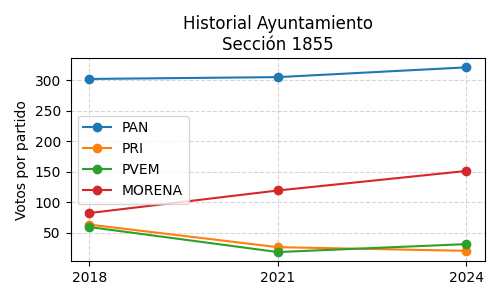 Historial Ayuntamiento
Sección 1855
Votos por partido
300
250
200
150
100
50
PAN
PRI
PVEM
MORENA
2018
2021
2024